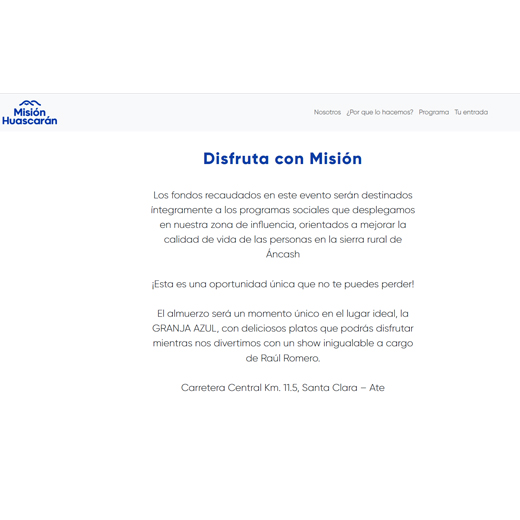 Misión
Huascarán
Nosotros ¿Por que lo hacemos? Programa Tu entrada
Disfruta con Misión
Los fondos recaudados en este evento serán destinados
íntegramente a los programas sociales que desplegamos
en nuestra zona de influencia, orientados a mejorar la
calidad de vida de las personas en la sierra rural de
Áncash
¡Esta es una oportunidad única que no te puedes perder!
El almuerzo será un momento único en el lugar ideal, la
GRANJA AZUL, con deliciosos platos que podrás disfrutar
mientras nos divertimos con un show inigualable a cargo
de Raúl Romero.
Carretera Central Km. 11.5, Santa Clara – Ate